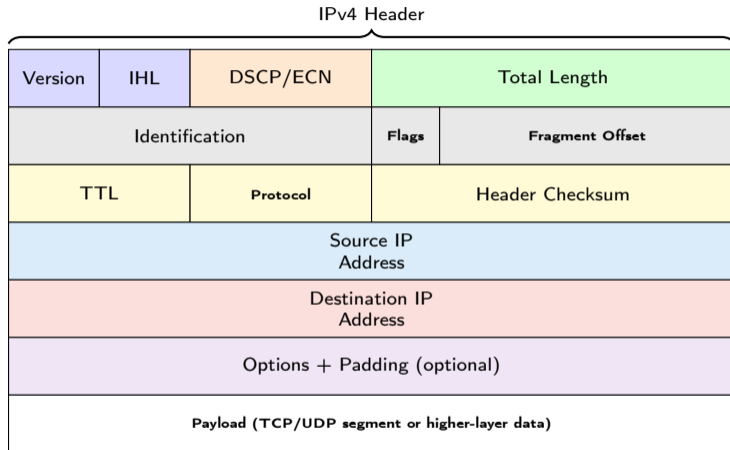 IPv4 Header
Version IHL DSCP/ECN Total Length
Identification Flags Fragment Offset
TTL Protocol Header Checksum
Source IP
Address
Destination IP
Address
Options + Padding (optional)
Payload (TCP/UDP segment or higher-layer data)